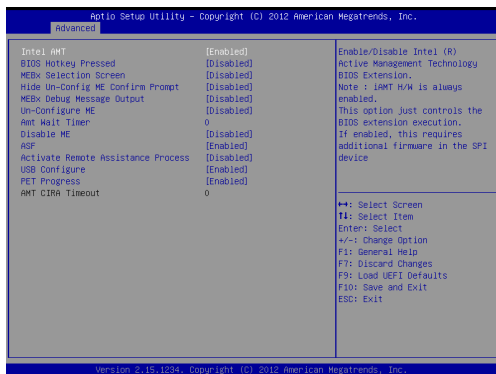 Aptio Setup Utility – Copyright (C) 2012 American Megatrends, Inc.
Advanced
Intel AMT [Enabled]
BIOS Hotkey Pressed [Disabled]
MEBx Selection Screen [Disabled]
Hide Un-Config ME Confirm Prompt [Disabled]
MEBx Debug Message Output [Disabled]
Un-Configure ME [Disabled]
Amt Wait Timer 0
Disable ME [Disabled]
ASF [Enabled]
Activate Remote Assistance Process [Disabled]
USB Configure [Enabled]
PET Progress [Enabled]
AMT CIRA Timeout 0
Enable/Disable Intel (R)
Active Management Technology
BIOS Extension.
Note : iAMT H/W is always
enabled.
This option just controls the
BIOS extension execution.
If enabled, this requires
additional firmware in the SPI
device
↔: Select Screen
↑↓: Select Item
Enter: Select
+/-: Change Option
F1: General Help
F7: Discard Changes
F9: Load UEFI Defaults
F10: Save and Exit
ESC: Exit
Version 2.15.1234. Copyright (C) 2012 American Megatrends, Inc.